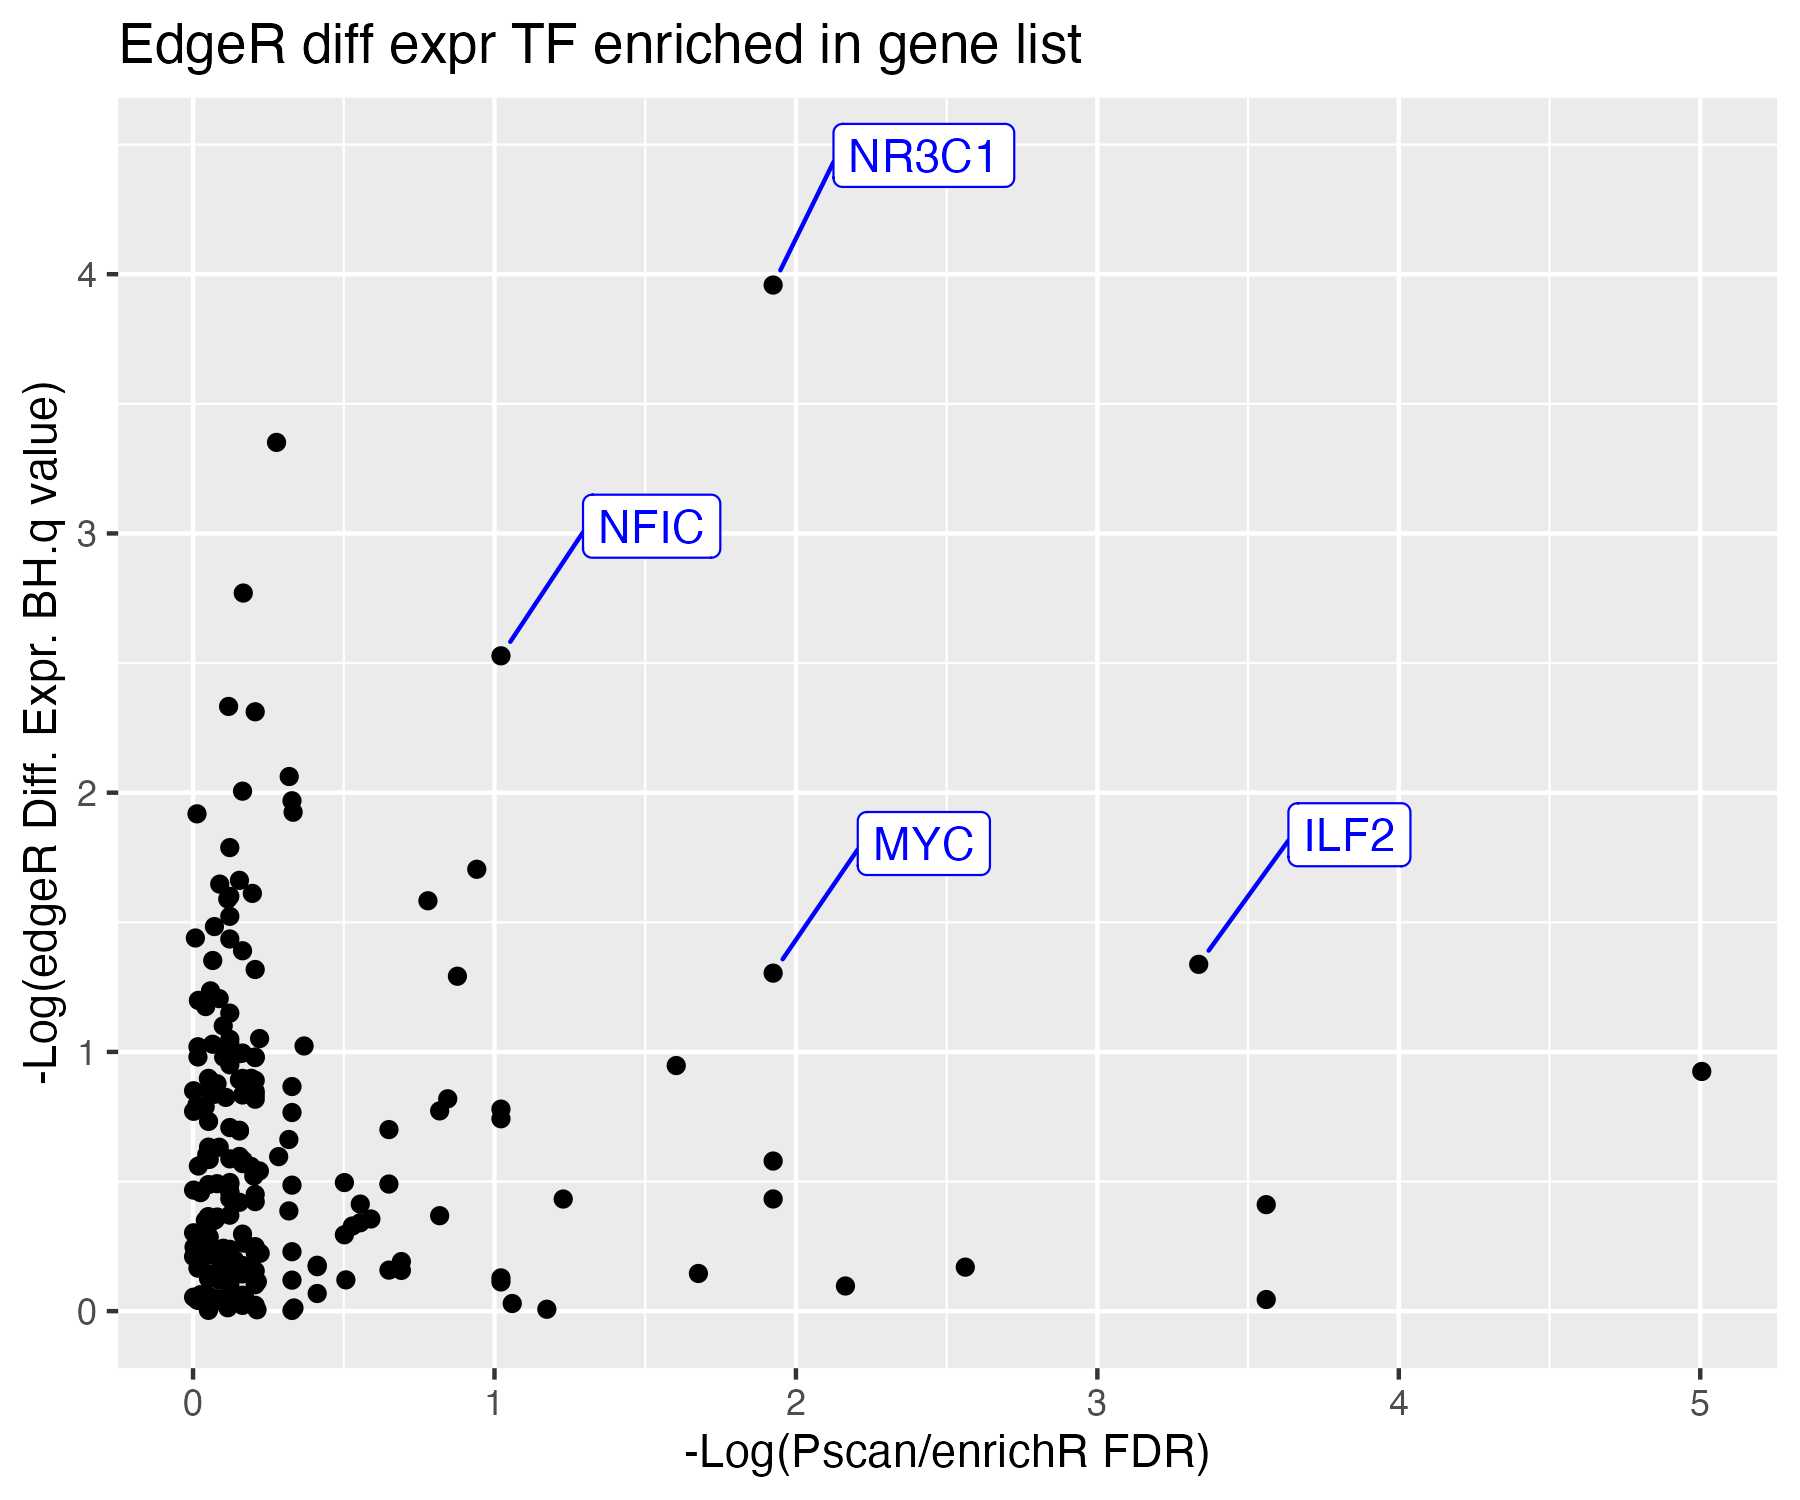 EdgeR diff expr TF enriched in gene list
-Log(edgeR Diff. Expr. BH.q value)
4
3
2
1
0
NR3C1
NFIC
MYC
ILF2
0 1 2 3 4 5
-Log(Pscan/enrichR FDR)